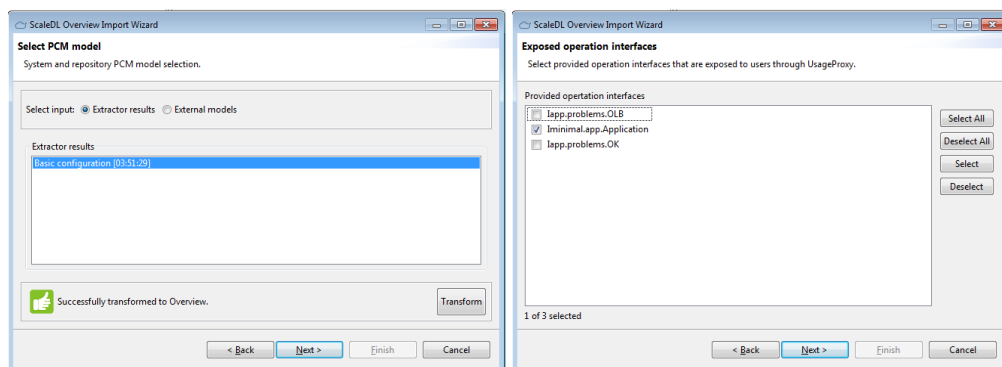 ScaleDL Overview Import Wizard
Select PCM model
System and repository PCM model selection.
Select input: Extractor results External models
Extractor results
Basic configuration [03:51:29]
Successfully transformed to Overview.
Transform
< Back Next > Finish Cancel
ScaleDL Overview Import Wizard
Exposed operation interfaces
Select provided operation interfaces that are exposed to users through UsageProxy.
Provided opertation interfaces
Iapp.problems.OLB
Iminimal.app.Application
Iapp.problems.OK
Select All
Deselect All
Select
Deselect
1 of 3 selected
< Back Next > Finish Cancel